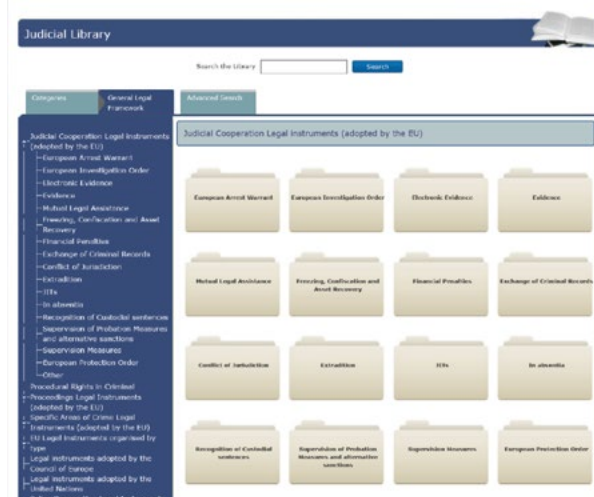 Judicial Library
Search the Library
Search
Categories
General Legal
Framework
Advanced Search
Judicial Cooperation Legal Instruments
(adopted by the EU)
European Arrest Warrant
European Investigation Order
Electronic Evidence
Evidence
Mutual Legal Assistance
Freezing, Confiscation and Asset
Recovery
Financial Penalties
Exchange of Criminal Records
Conflict of Jurisdiction
Extradition
JITs
In absentia
Recognition of Custodial sentences
Supervision of Probation Measures
and alternative sanctions
Supervision Measures
European Protection Order
Other
Procedural Rights in Criminal
Proceedings Legal Instruments
(adopted by the EU)
Specific Areas of Crime Legal
Instruments (adopted by the EU)
EU Legal Instruments organised by
type
Legal instruments adopted by the
Council of Europe
Legal instruments adopted by the
United Nations
Judicial Cooperation Legal instruments (adopted by the EU)
European Arrest Warrant
European Investigation Order
Electronic Evidence
Evidence
Mutual Legal Assistance
Freezing, Confiscation and
Asset Recovery
Financial Penalties
Exchange of Criminal Records
Conflict of Jurisdiction
Extradition
JITs
In absentia
Recognition of Custodial
sentences
Supervision of Probation
Measures and alternative
sanctions
Supervision Measures
European Protection Order